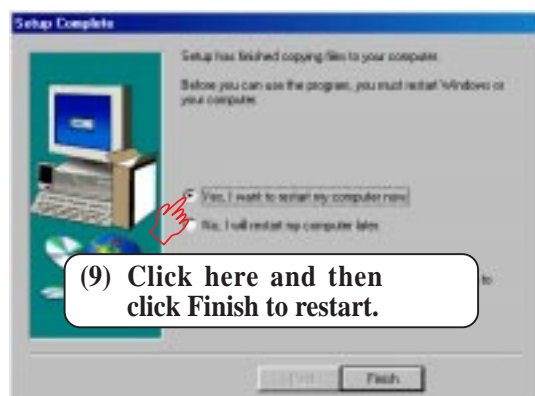 Setup Complete
Setup has finished copying files to your computer.
Before you can use the program, you must restart Windows or
your computer.
Yes, I want to restart my computer now.
No, I will restart my computer later.
(9) Click here and then
click Finish to restart.
to
Finish